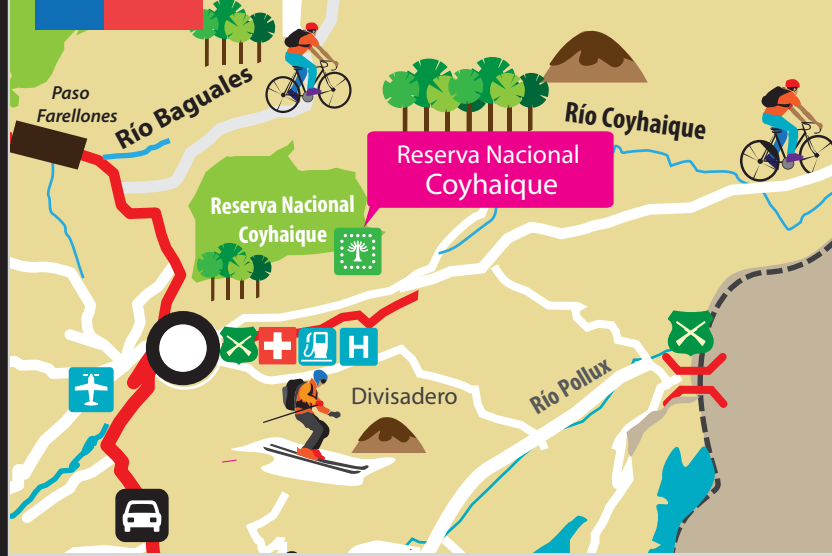 Paso
Farellones
Río Baguales
Río Coyhaique
Reserva Nacional
Coyhaique
Reserva Nacional
Coyhaique
H
Divisadero
Río Pollux